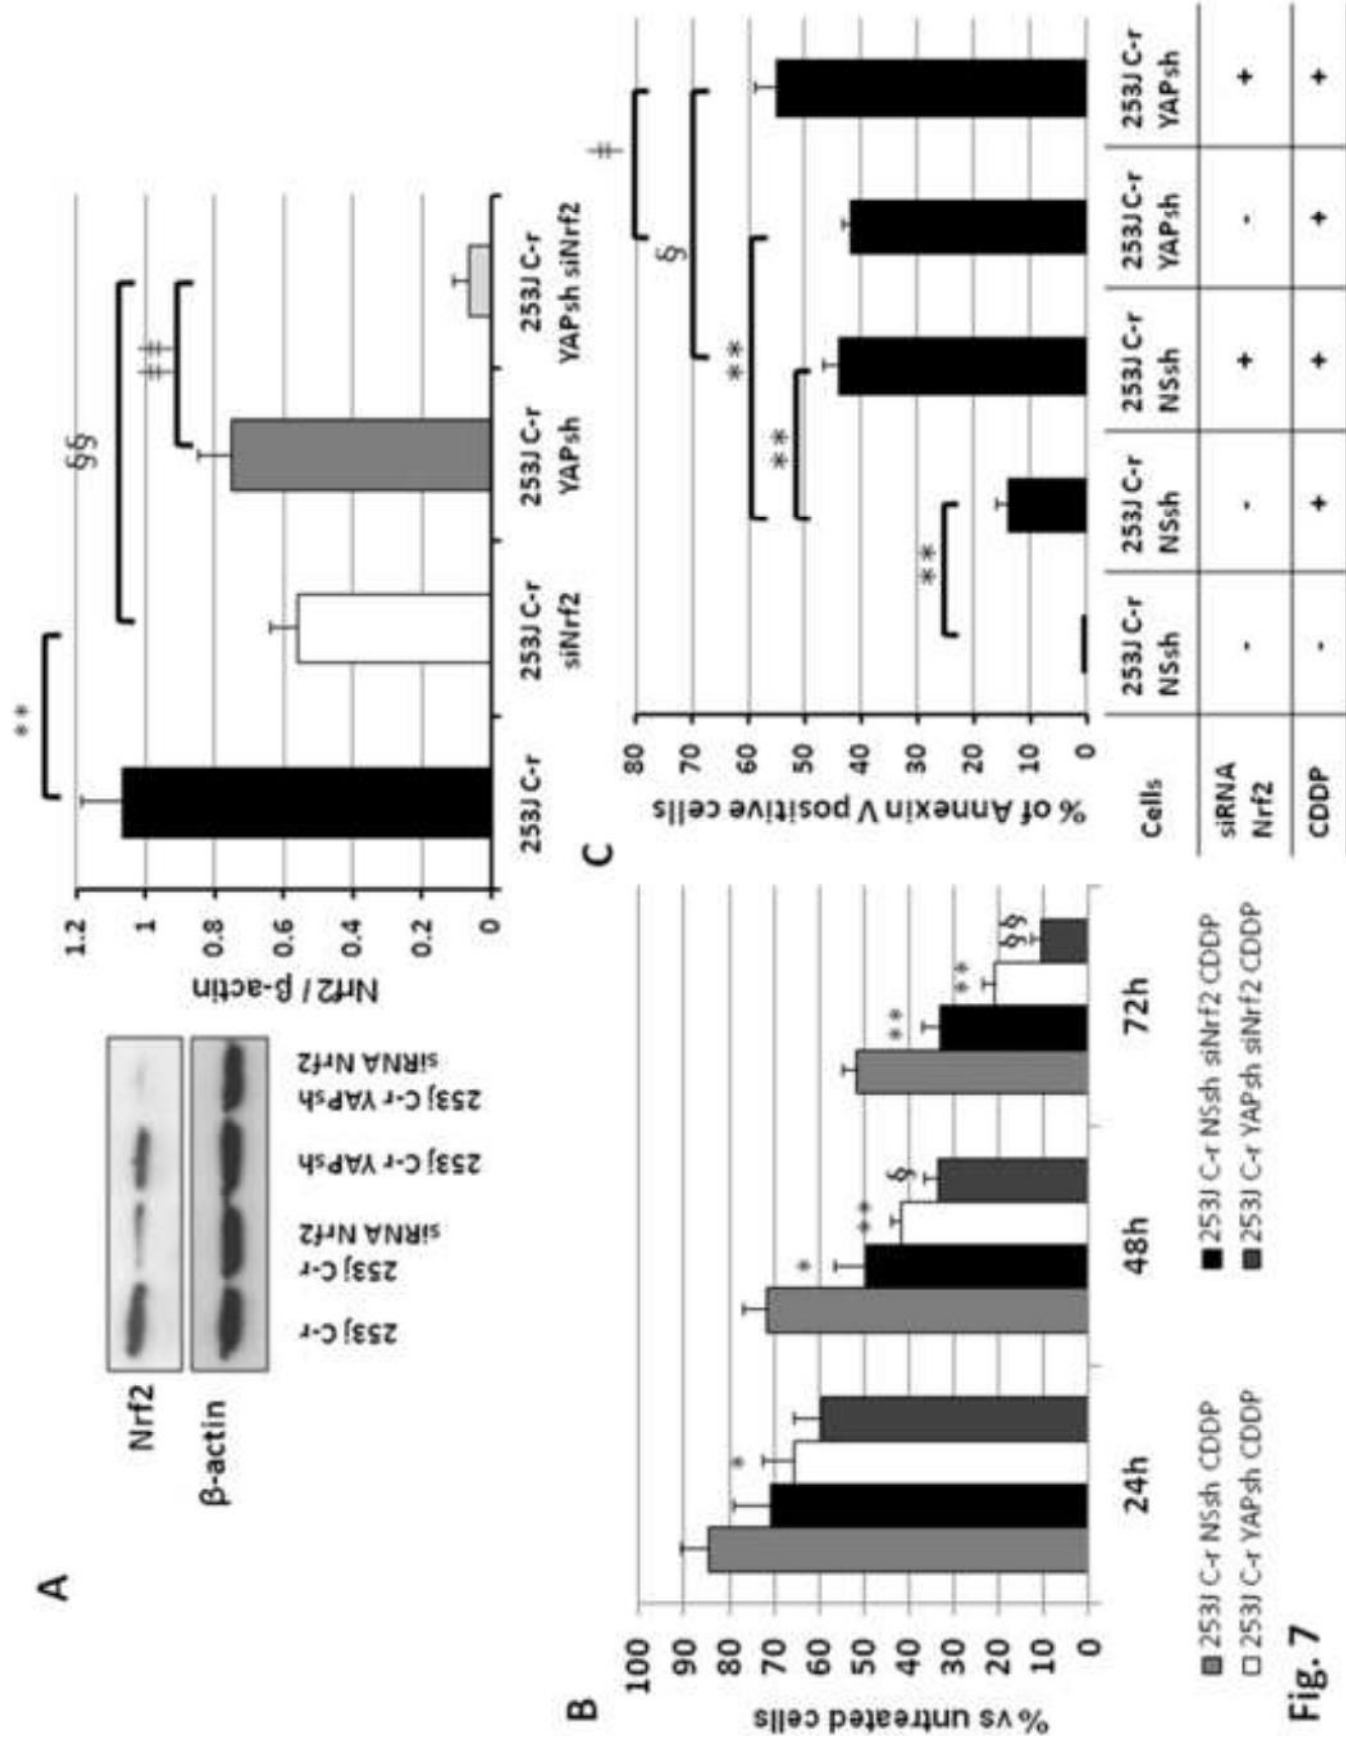 A
Nrf2
β-actin
253j C-r
253j C-r
siRNA Nrf2
253j C-r YAPsh
253j C-r YAPsh
siRNA Nrf2
Nrf2 / β-actin
1.2
1
0.8
0.6
0.4
0.2
0
**
§§
ǂǂ
253J C-r
253J C-r
siNrf2
253J C-r
YAPsh
253J C-r
YAPsh siNrf2
B
% vs untreated cells
100
90
80
70
60
50
40
30
20
10
0
*
* ** §
** ** §§
24h 48h 72h
253J C-r NSsh CDDP 253J C-r NSsh siNrf2 CDDP
253J C-r YAPsh CDDP 253J C-r YAPsh siNrf2 CDDP
C
% of Annexin V positive cells
80
70
60
50
40
30
20
10
0
ǂ
§
**
**
**
Cells 253J C-r NSsh 253J C-r NSsh 253J C-r NSsh 253J C-r YAPsh 253J C-r YAPsh
siRNA Nrf2 - - + - +
CDDP - + + + +
Fig. 7